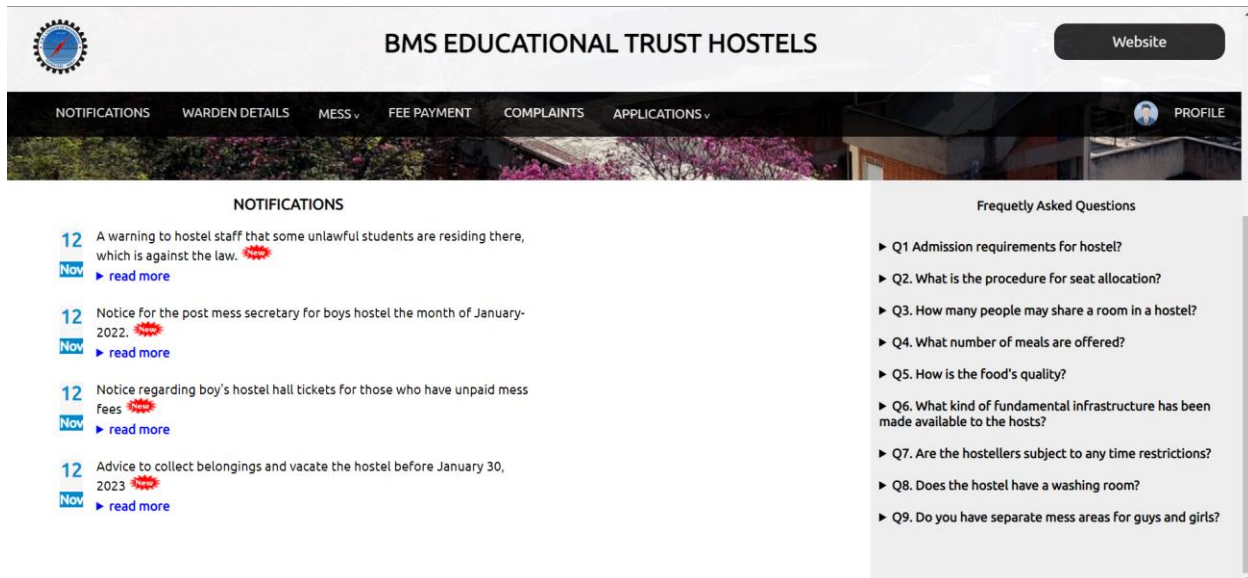 BMS EDUCATIONAL TRUST HOSTELS
Website
NOTIFICATIONS WARDEN DETAILS MESS v FEE PAYMENT COMPLAINTS APPLICATIONS v PROFILE
NOTIFICATIONS
12 Nov
A warning to hostel staff that some unlawful students are residing there,
which is against the law. New
▶ read more
12 Nov
Notice for the post mess secretary for boys hostel the month of January-
2022. New
▶ read more
12 Nov
Notice regarding boy's hostel hall tickets for those who have unpaid mess
fees New
▶ read more
12 Nov
Advice to collect belongings and vacate the hostel before January 30,
2023 New
▶ read more
Frequetly Asked Questions
▶ Q1 Admission requirements for hostel?
▶ Q2. What is the procedure for seat allocation?
▶ Q3. How many people may share a room in a hostel?
▶ Q4. What number of meals are offered?
▶ Q5. How is the food's quality?
▶ Q6. What kind of fundamental infrastructure has been
made available to the hosts?
▶ Q7. Are the hostellers subject to any time restrictions?
▶ Q8. Does the hostel have a washing room?
▶ Q9. Do you have separate mess areas for guys and girls?